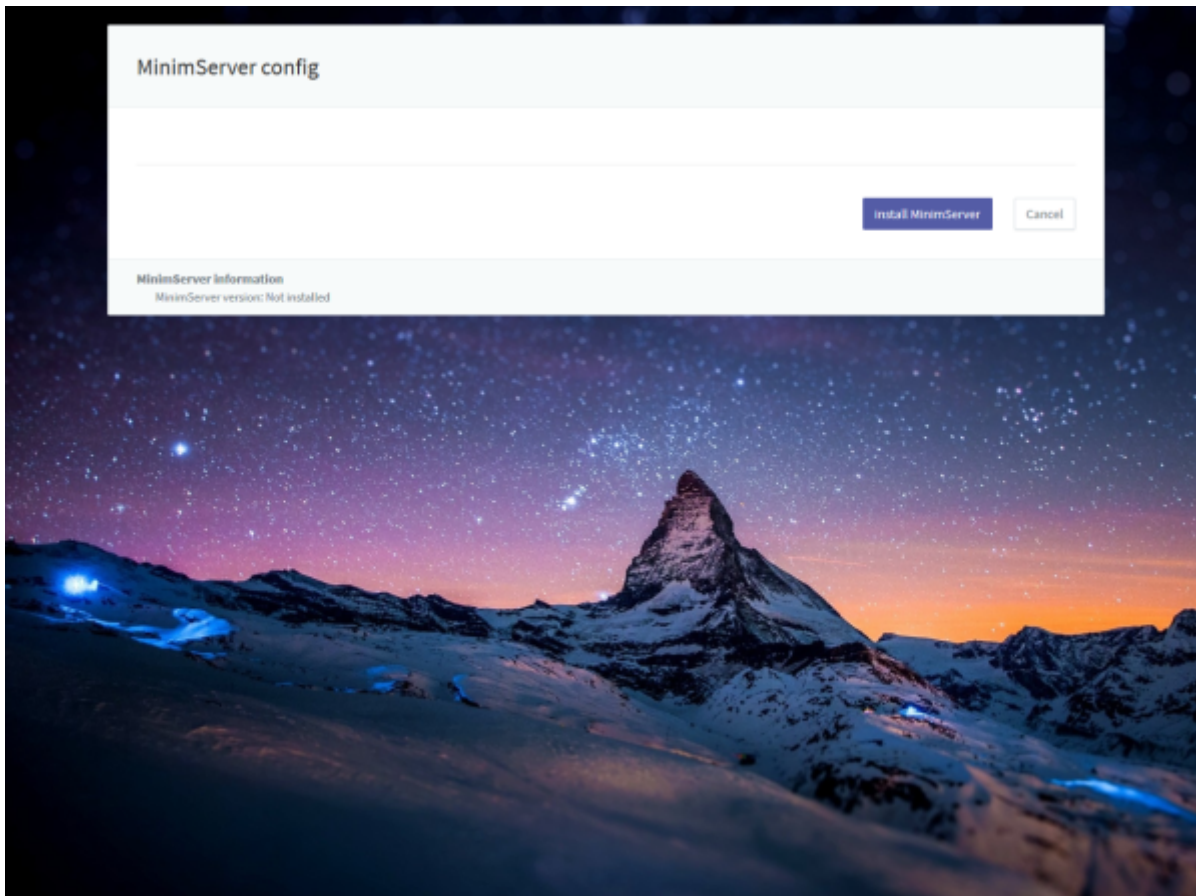 MinimServer config
Install MinimServer
Cancel
MinimServer information
MinimServer version: Not installed